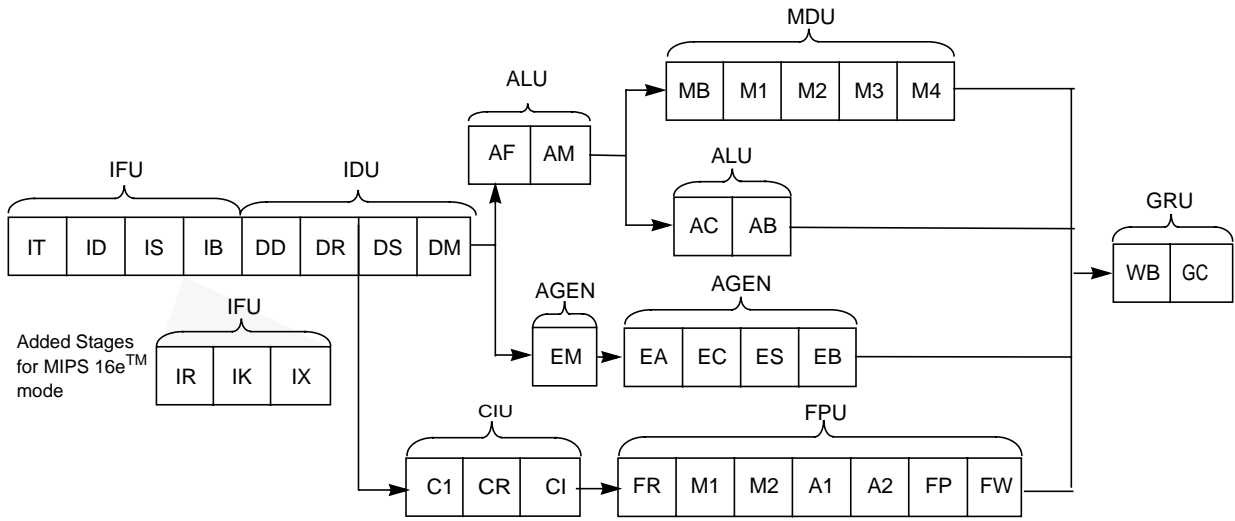 MDU
MB M1 M2 M3 M4
ALU
AF AM
ALU
AC AB
IFU IDU
IT ID IS IB DD DR DS DM
GRU
WB GC
AGEN AGEN
EM EA EC ES EB
IFU
Added Stages
for MIPS 16e™
mode
IR IK IX
CIU FPU
C1 CR CI FR M1 M2 A1 A2 FP FW